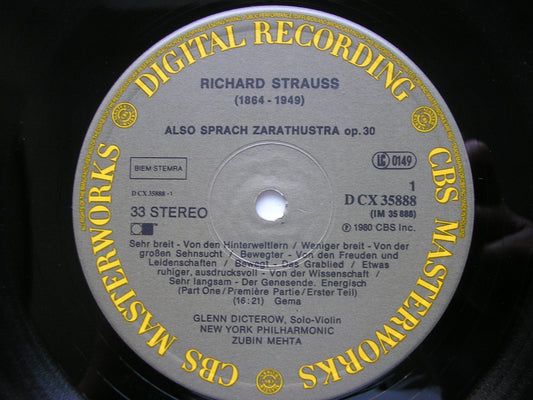 DIGITAL RECORDING
CBS MASTERWORKS
CBS MASTERWORKS
RICHARD STRAUSS
(1864 - 1949)
ALSO SPRACH ZARATHUSTRA op. 30
BIEM-STEMRA
LC 0149
D CX 35888 - 1
1
D CX 35888
33 STEREO
(IM 35 888)
℗ 1980 CBS Inc.
Sehr breit - Von den Hinterweltlern / Weniger breit - Von der
großen Sehnsucht - Bewegter - Von den Freuden und
Leidenschaften / Bewegt - Das Grablied / Etwas
ruhiger, ausdrucksvoll - Von der Wissenschaft /
Sehr langsam - Der Genesende. Energisch
(Part One / Première Partie / Erster Teil)
(16:21) Gema
GLENN DICTEROW, Solo-Violin
NEW YORK PHILHARMONIC
ZUBIN MEHTA